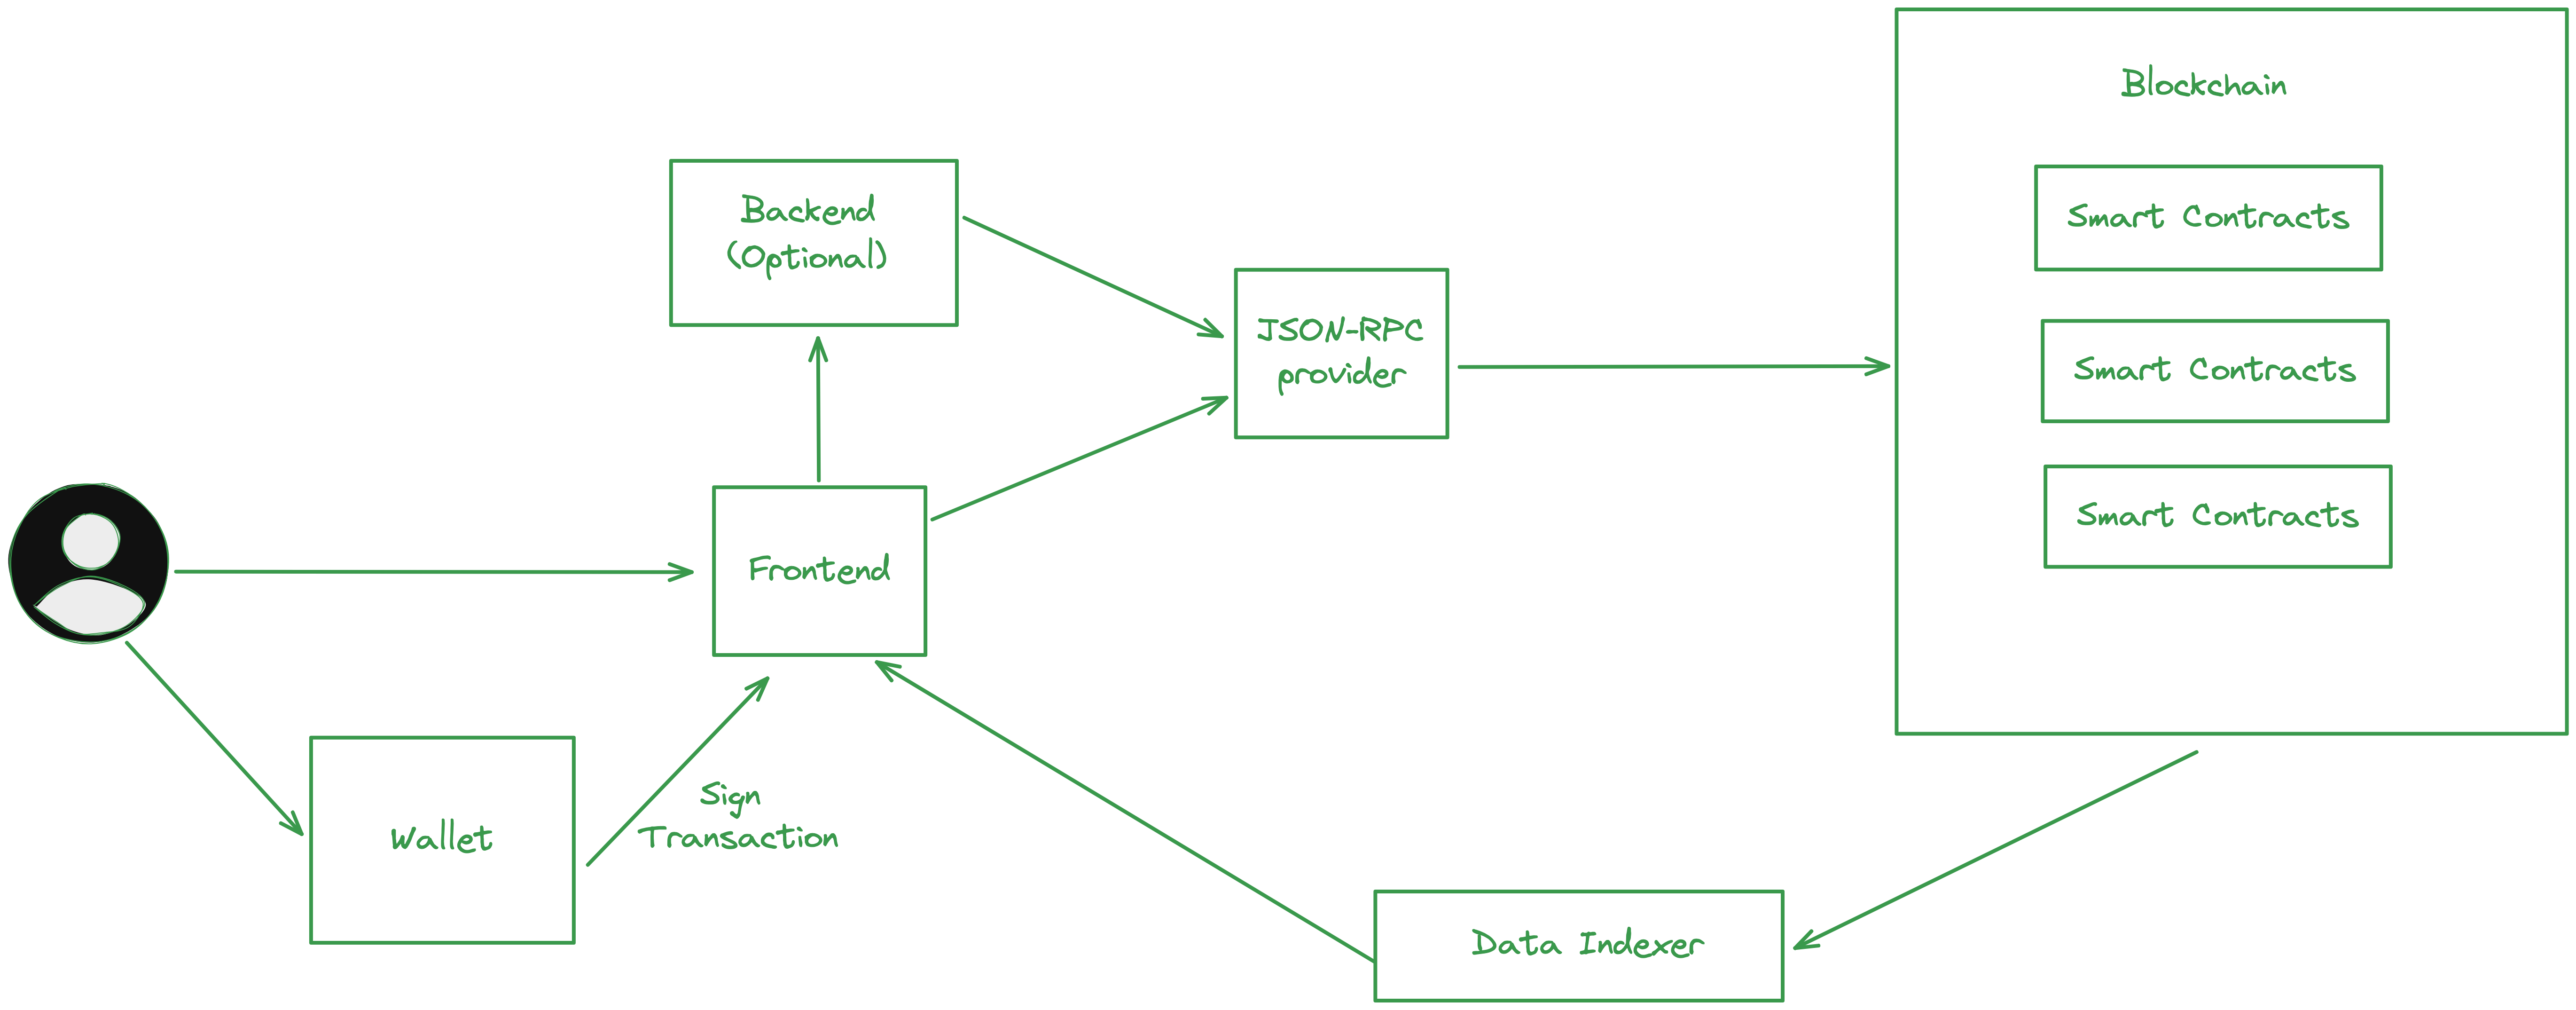 Blockchain
Backend
(Optional)
Smart Contracts
JSON-RPC
provider
Smart Contracts
Smart Contracts
Frontend
Sign
Transaction
Wallet
Data Indexer